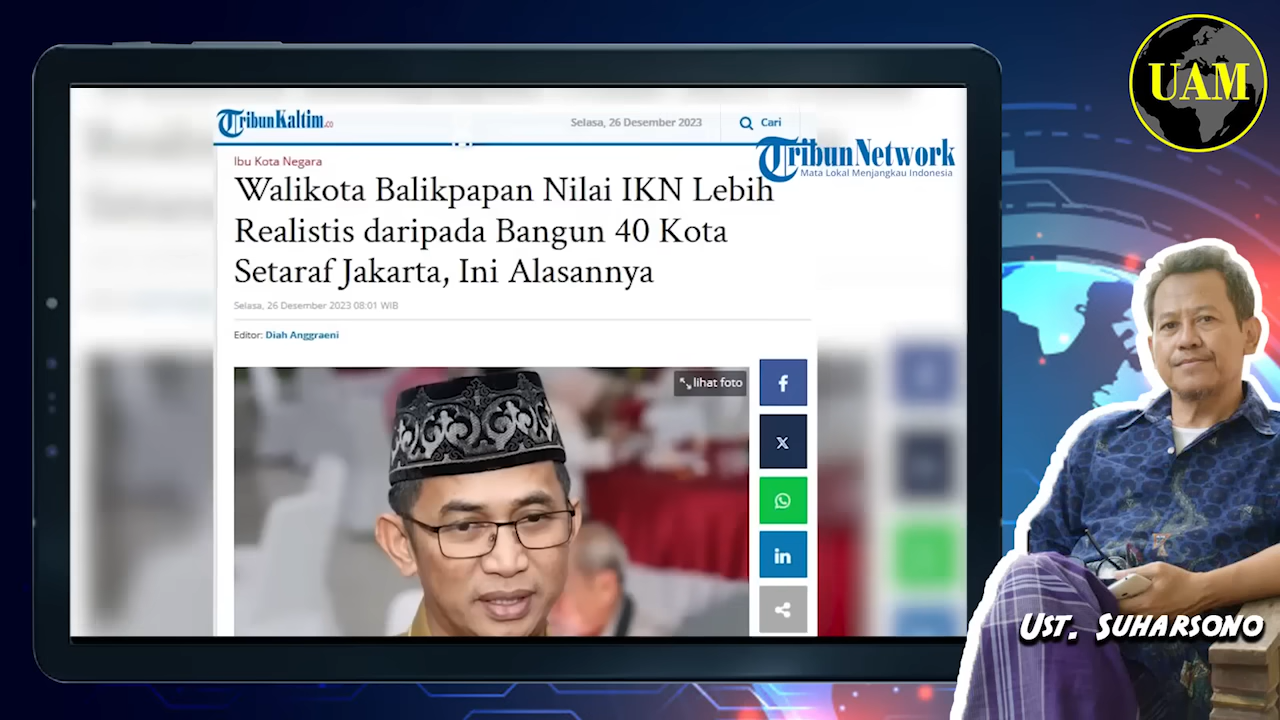 UAM
TribunKaltim.co
Selasa, 26 Desember 2023
Cari
TribunNetwork
Mata Lokal Menjangkau Indonesia
Ibu Kota Negara
Walikota Balikpapan Nilai IKN Lebih
Realistis daripada Bangun 40 Kota
Setaraf Jakarta, Ini Alasannya
Selasa, 26 Desember 2023 08:01 WIB
Editor: Diah Anggraeni
lihat foto
f
X
in
UST. SUHARSONO